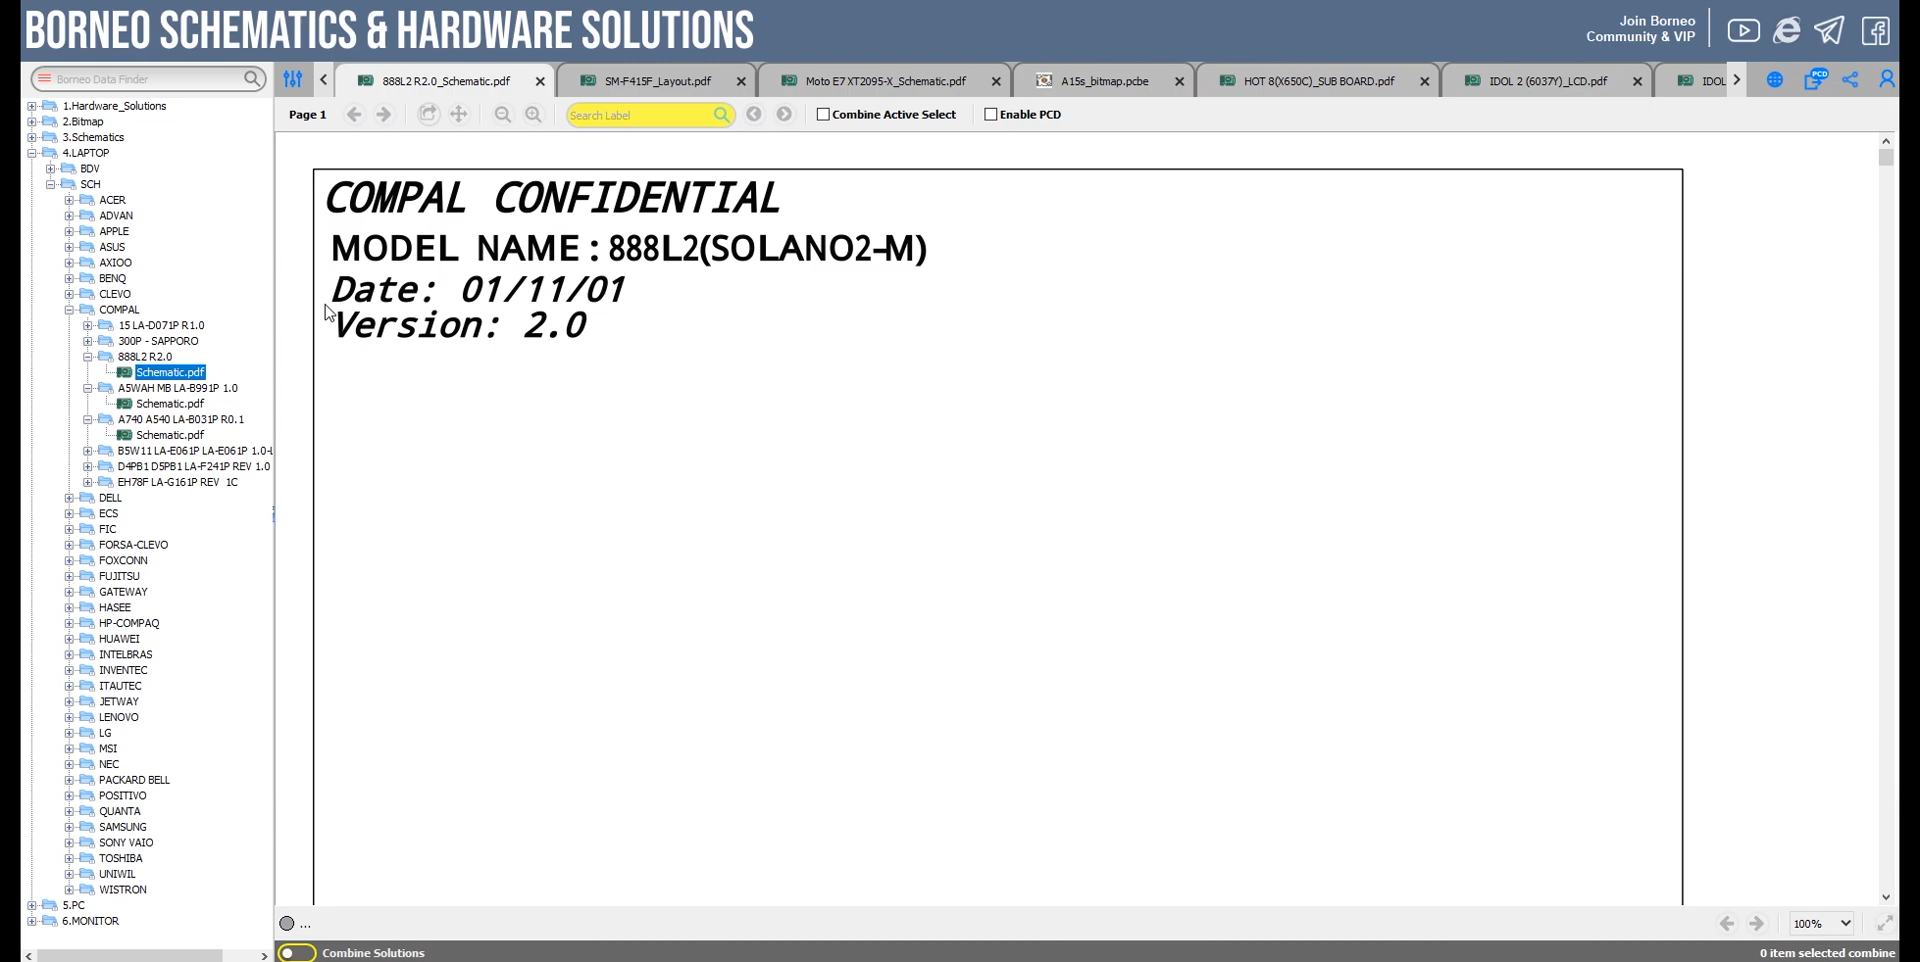 BORNEO SCHEMATICS & HARDWARE SOLUTIONS
Join Borneo
Community & VIP
Borneo Data Finder
888L2 R2.0_Schematic.pdf
SM-F415F_Layout.pdf
Moto E7 XT2095-X_Schematic.pdf
A15s_bitmap.pcbe
HOT 8(X650C)_SUB BOARD.pdf
IDOL 2 (6037Y)_LCD.pdf
IDOL
PCD
Page 1
Search Label
Combine Active Select
Enable PCD
1.Hardware_Solutions
2.Bitmap
3.Schematics
4.LAPTOP
BDV
SCH
ACER
ADVAN
APPLE
ASUS
AXIOO
BENQ
CLEVO
COMPAL
15 LA-D071P R1.0
300P - SAPPORO
888L2 R2.0
Schematic.pdf
A5WAH MB LA-B991P 1.0
Schematic.pdf
A740 A540 LA-B031P R0.1
Schematic.pdf
B5W11 LA-E061P LA-E061P 1.0-L
D4PB1 D5PB1 LA-F241P REV 1.0
EH78F LA-G161P REV  1C
DELL
ECS
FIC
FORSA-CLEVO
FOXCONN
FUJITSU
GATEWAY
HASEE
HP-COMPAQ
HUAWEI
INTELBRAS
INVENTEC
ITAUTEC
JETWAY
LENOVO
LG
MSI
NEC
PACKARD BELL
POSITIVO
QUANTA
SAMSUNG
SONY VAIO
TOSHIBA
UNIWIL
WISTRON
5.PC
6.MONITOR
COMPAL CONFIDENTIAL
MODEL NAME : 888L2(SOLANO2-M)
Date: 01/11/01
Version: 2.0
...
100%
Combine Solutions
0 item selected combine